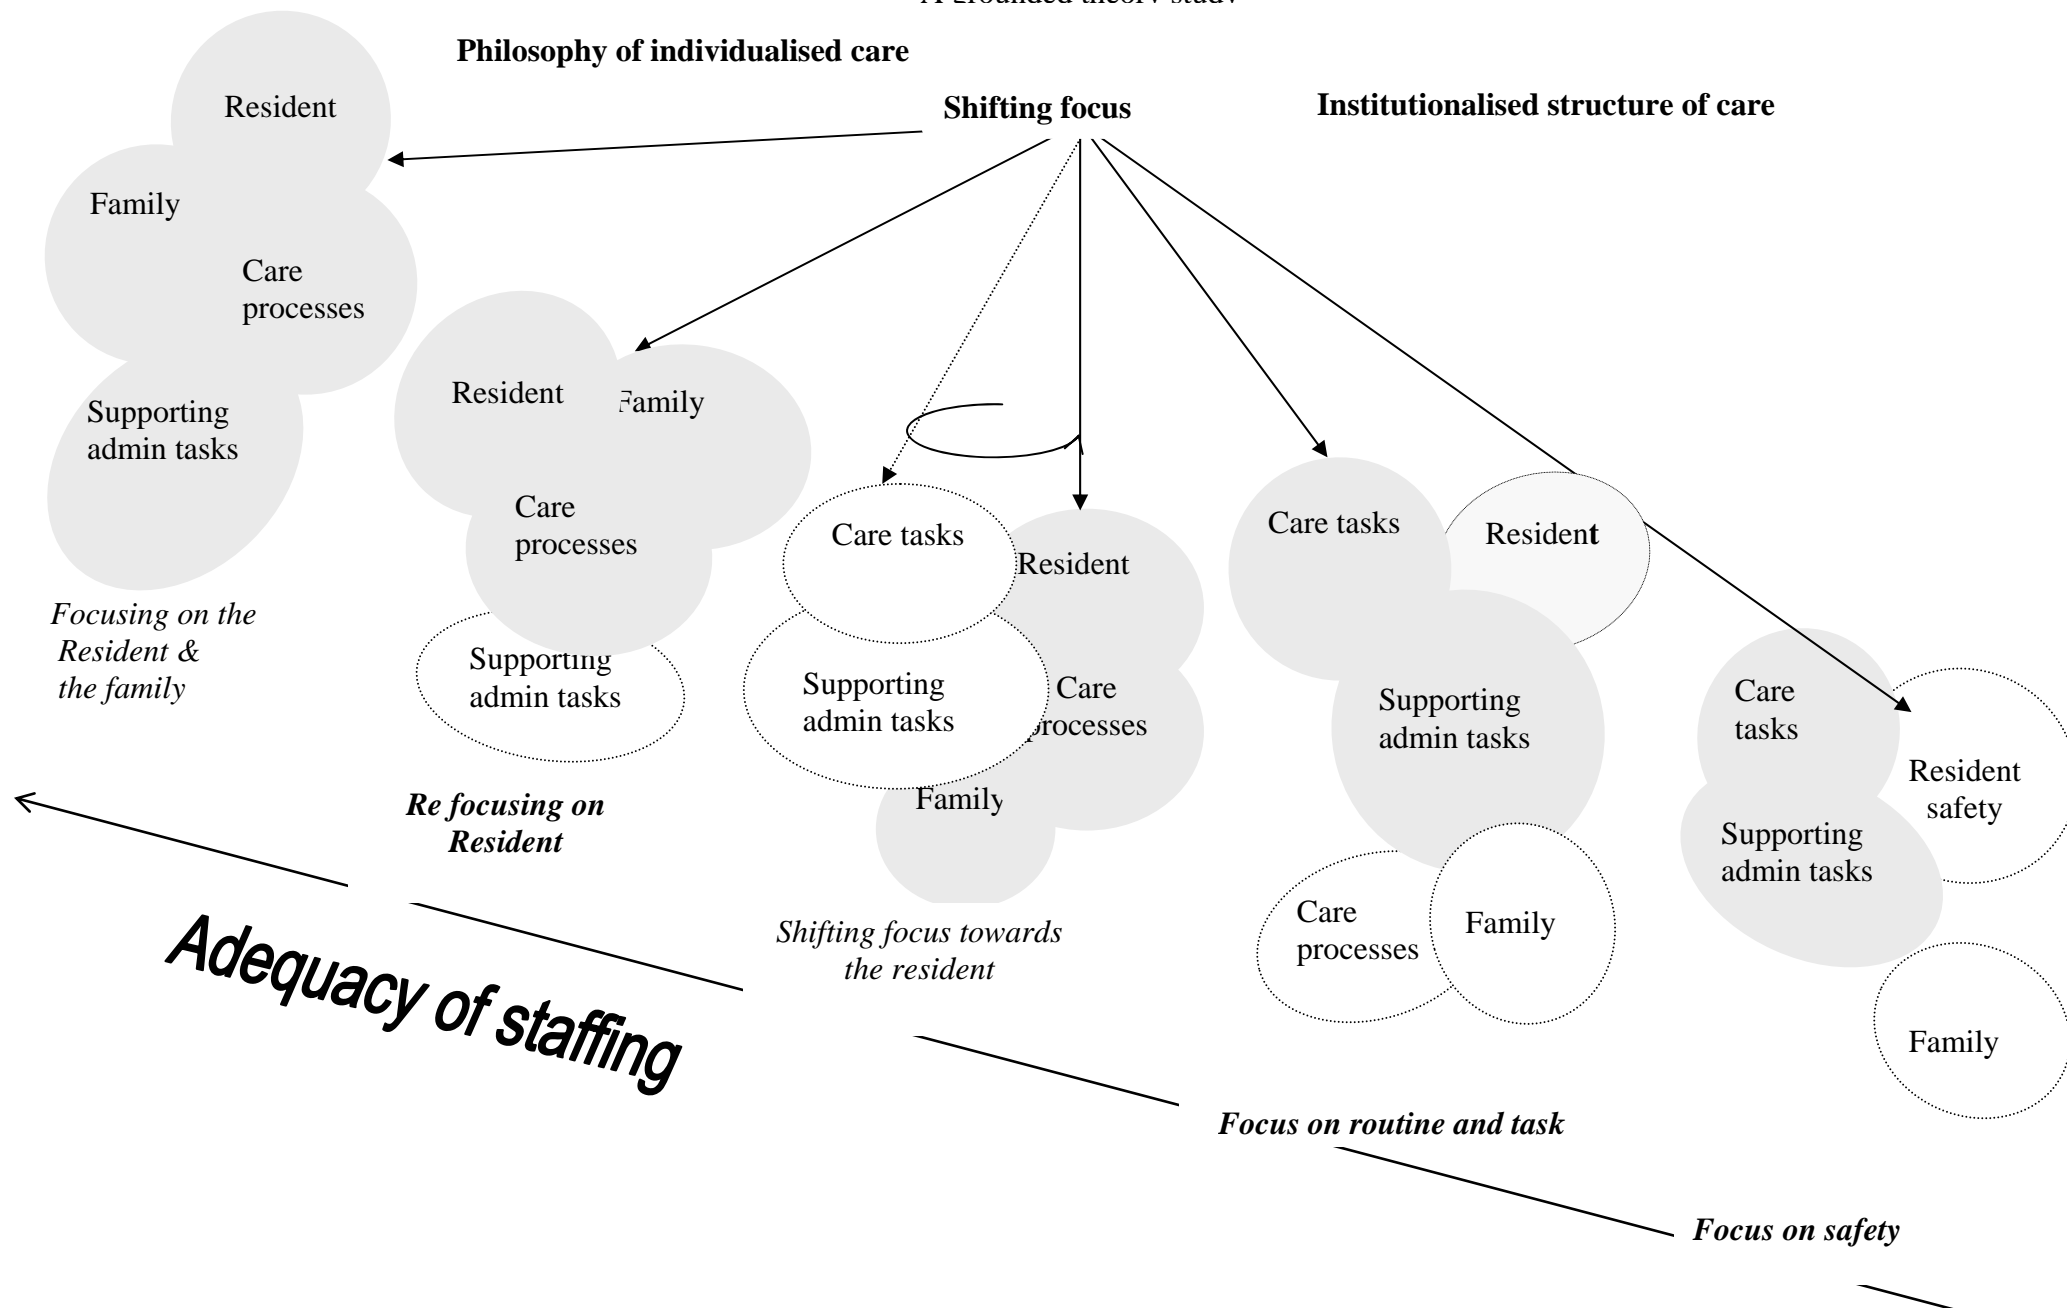 A grounded theory study
Philosophy of individualised care
Shifting focus
Institutionalised structure of care
Resident
Family
Care
processes
Supporting
admin tasks
Focusing on the
Resident &
the family
Resident
Family
Care
processes
Supporting
admin tasks
Re focusing on
Resident
Care tasks
Resident
Supporting
admin tasks
Care
processes
Family
Shifting focus towards
the resident
Care tasks
Resident
Supporting
admin tasks
Care
processes
Family
Focus on routine and task
Care
tasks
Resident
safety
Supporting
admin tasks
Family
Focus on safety
Adequacy of staffing